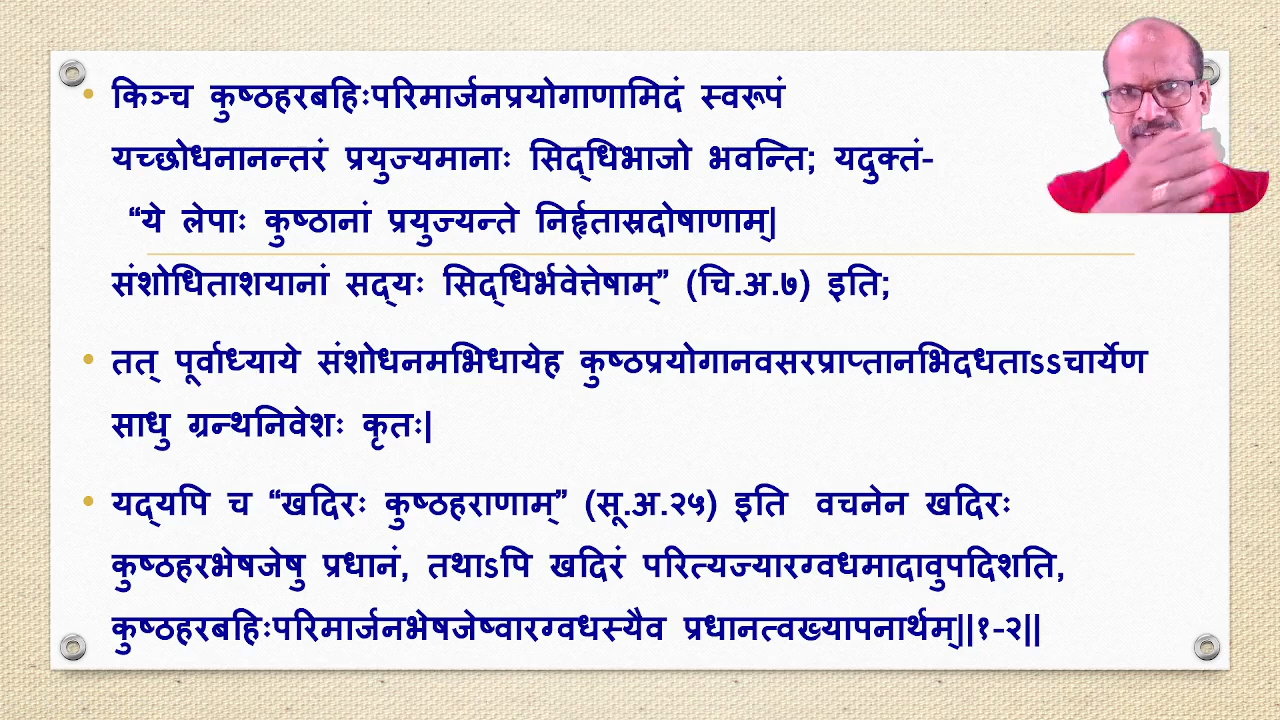 किञ्च कुष्ठहरबहिःपरिमार्जनप्रयोगाणामिदं स्वरूपं
यच्छोधनानन्तरं प्रयुज्यमानाः सिद्धिभाजो भवन्ति; यदुक्तं-
“ये लेपाः कुष्ठानां प्रयुज्यन्ते निर्हृतास्रदोषाणाम्|
संशोधिताशयानां सद्यः सिद्धिर्भवेत्तेषाम्” (चि.अ.७) इति;
तत् पूर्वाध्याये संशोधनमभिधायेह कुष्ठप्रयोगानवसरप्राप्तानभिदधताऽऽचार्येण
साधु ग्रन्थनिवेशः कृतः|
यद्यपि च “खदिरः कुष्ठहराणाम्” (सू.अ.२५) इति वचनेन खदिरः
कुष्ठहरभेषजेषु प्रधानं, तथाऽपि खदिरं परित्यज्यारग्वधमादावुपदिशति,
कुष्ठहरबहिःपरिमार्जनभेषजेष्वारग्वधस्यैव प्रधानत्वख्यापनार्थम्||१-२||